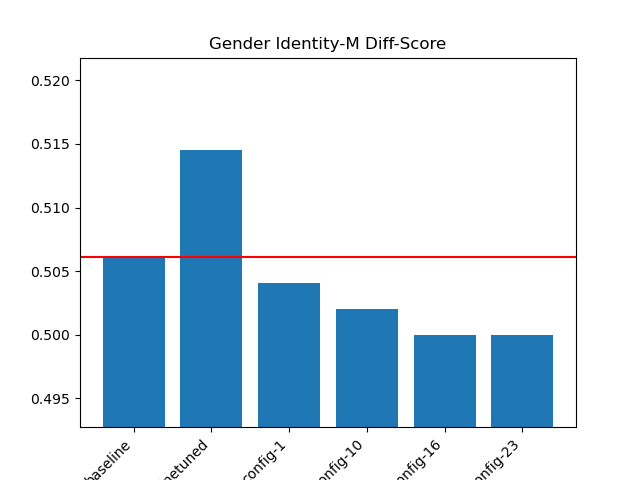 Gender Identity-M Diff-Score
0.520
0.515
0.510
0.505
0.500
0.495
baseline
netuned
config-1
onfig-10
onfig-16
onfig-23